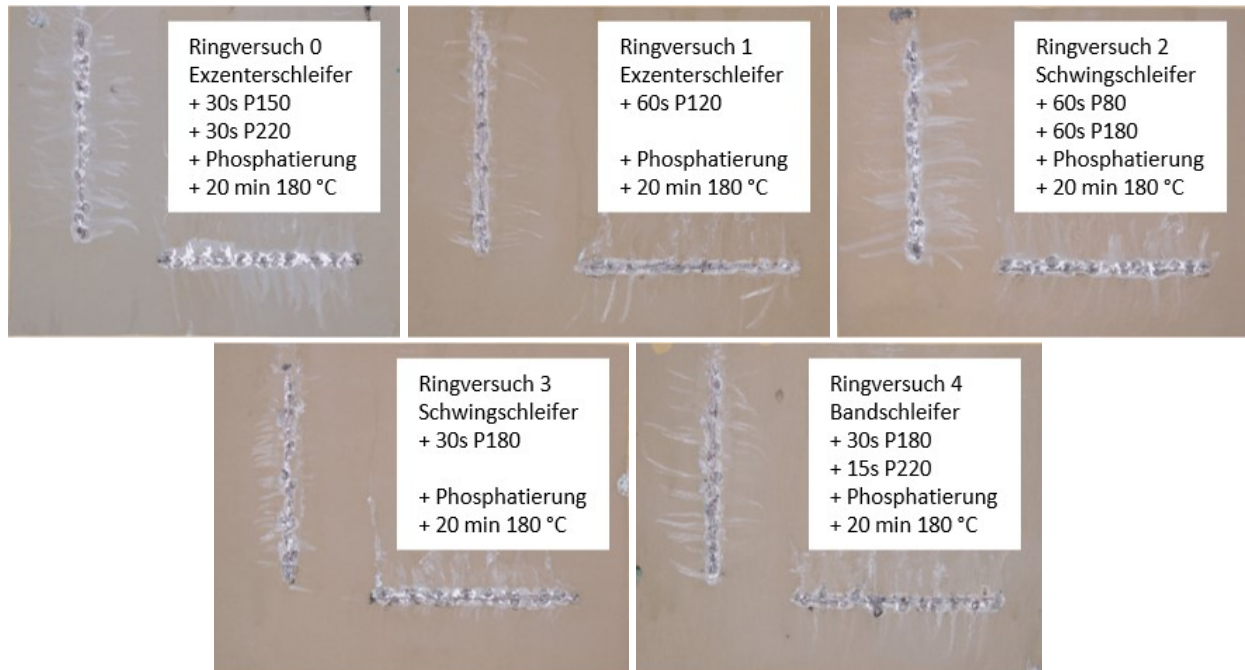 Ringversuch 0
Exzenterschleifer
+ 30s P150
+ 30s P220
+ Phosphatierung
+ 20 min 180 °C
Ringversuch 1
Exzenterschleifer
+ 60s P120
+ Phosphatierung
+ 20 min 180 °C
Ringversuch 2
Schwingschleifer
+ 60s P80
+ 60s P180
+ Phosphatierung
+ 20 min 180 °C
Ringversuch 3
Schwingschleifer
+ 30s P180
+ Phosphatierung
+ 20 min 180 °C
Ringversuch 4
Bandschleifer
+ 30s P180
+ 15s P220
+ Phosphatierung
+ 20 min 180 °C